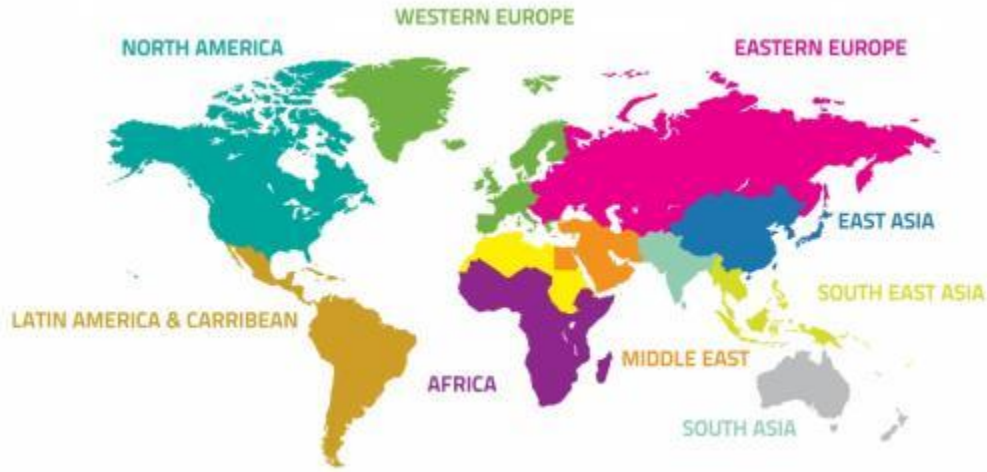 WESTERN EUROPE
NORTH AMERICA
EASTERN EUROPE
EAST ASIA
SOUTH EAST ASIA
LATIN AMERICA & CARRIBEAN
MIDDLE EAST
AFRICA
SOUTH ASIA